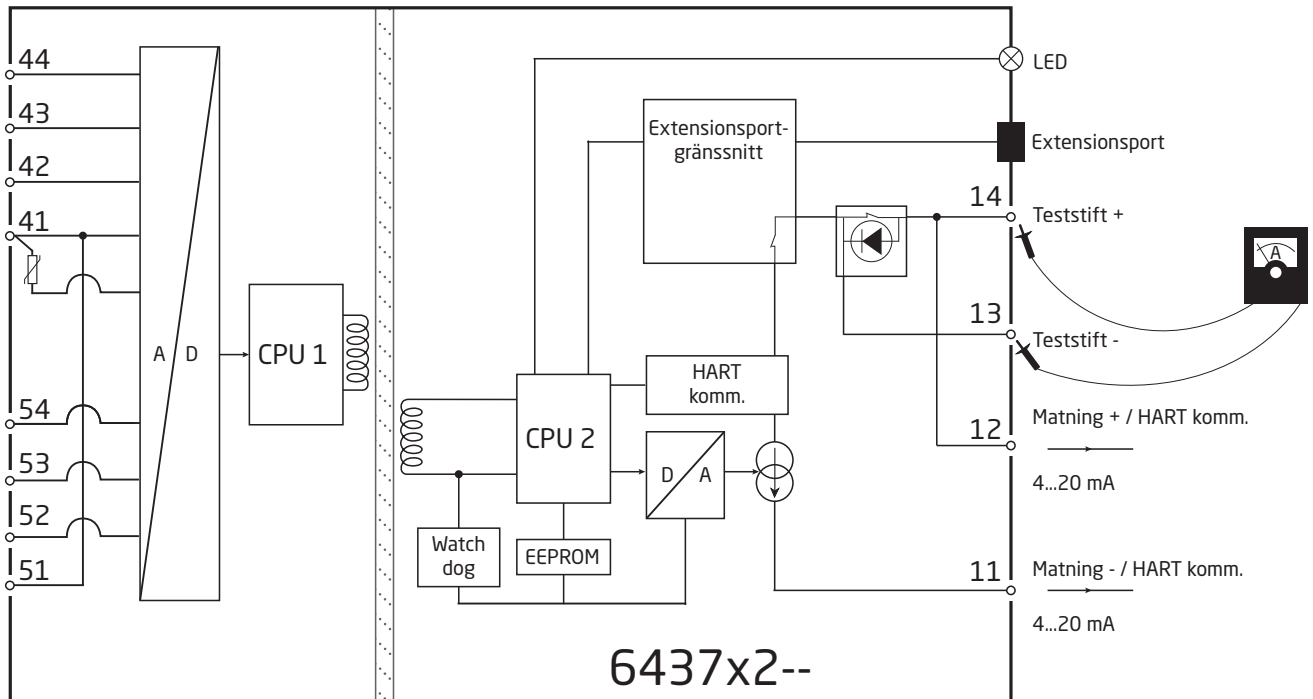 44
43
42
41
54
53
52
51
A
D
CPU 1
CPU 2
Watch
dog
EEPROM
Extensionsport-
gränssnitt
HART
komm.
D
A
LED
Extensionsport
14
Teststift +
A
13
Teststift -
12
Matning + / HART komm.
4...20 mA
11
Matning - / HART komm.
4...20 mA
6437x2--